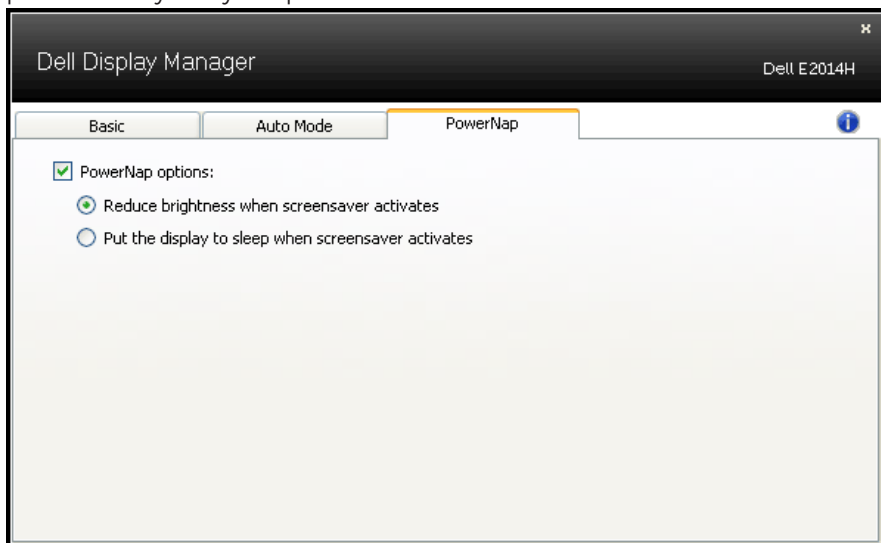 x
Dell Display Manager
Dell E2014H
Basic
Auto Mode
PowerNap
i
PowerNap options:
Reduce brightness when screensaver activates
Put the display to sleep when screensaver activates